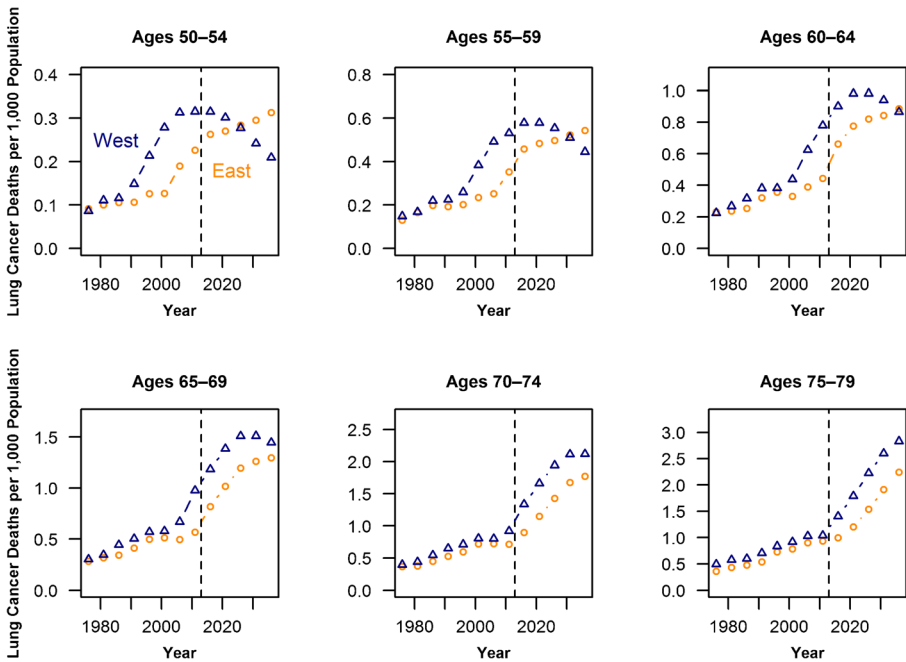 Ages 50–54
Ages 55–59
Ages 60–64
Lung Cancer Deaths per 1,000 Population
0.4
0.3
0.2
0.1
0.0
West
East
0.8
0.6
0.4
0.2
0.0
1.0
0.8
0.6
0.4
0.2
0.0
1980 2000 2020
1980 2000 2020
1980 2000 2020
Year
Year
Year
Ages 65–69
Ages 70–74
Ages 75–79
Lung Cancer Deaths per 1,000 Population
1.5
1.0
0.5
0.0
2.5
2.0
1.5
1.0
0.5
0.0
3.0
2.5
2.0
1.5
1.0
0.5
0.0
1980 2000 2020
1980 2000 2020
1980 2000 2020
Year
Year
Year